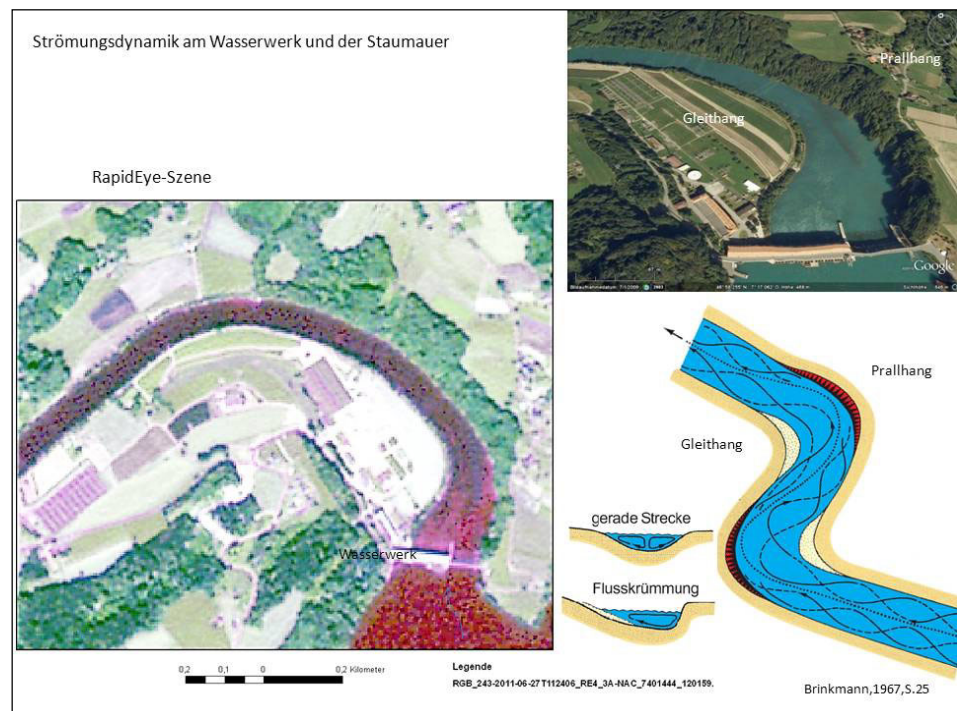 Strömungsdynamik am Wasserwerk und der Staumauer
Prallhang
Gleithang
Google
RapidEye-Szene
Wasserwerk
0,2 0,1 0 0,2 Kilometer
Legende
RGB_243-2011-06-27T112406_RE4_3A-NAC_7401444_120159.
Prallhang
Gleithang
gerade Strecke
Flusskrümmung
Brinkmann,1967,S.25